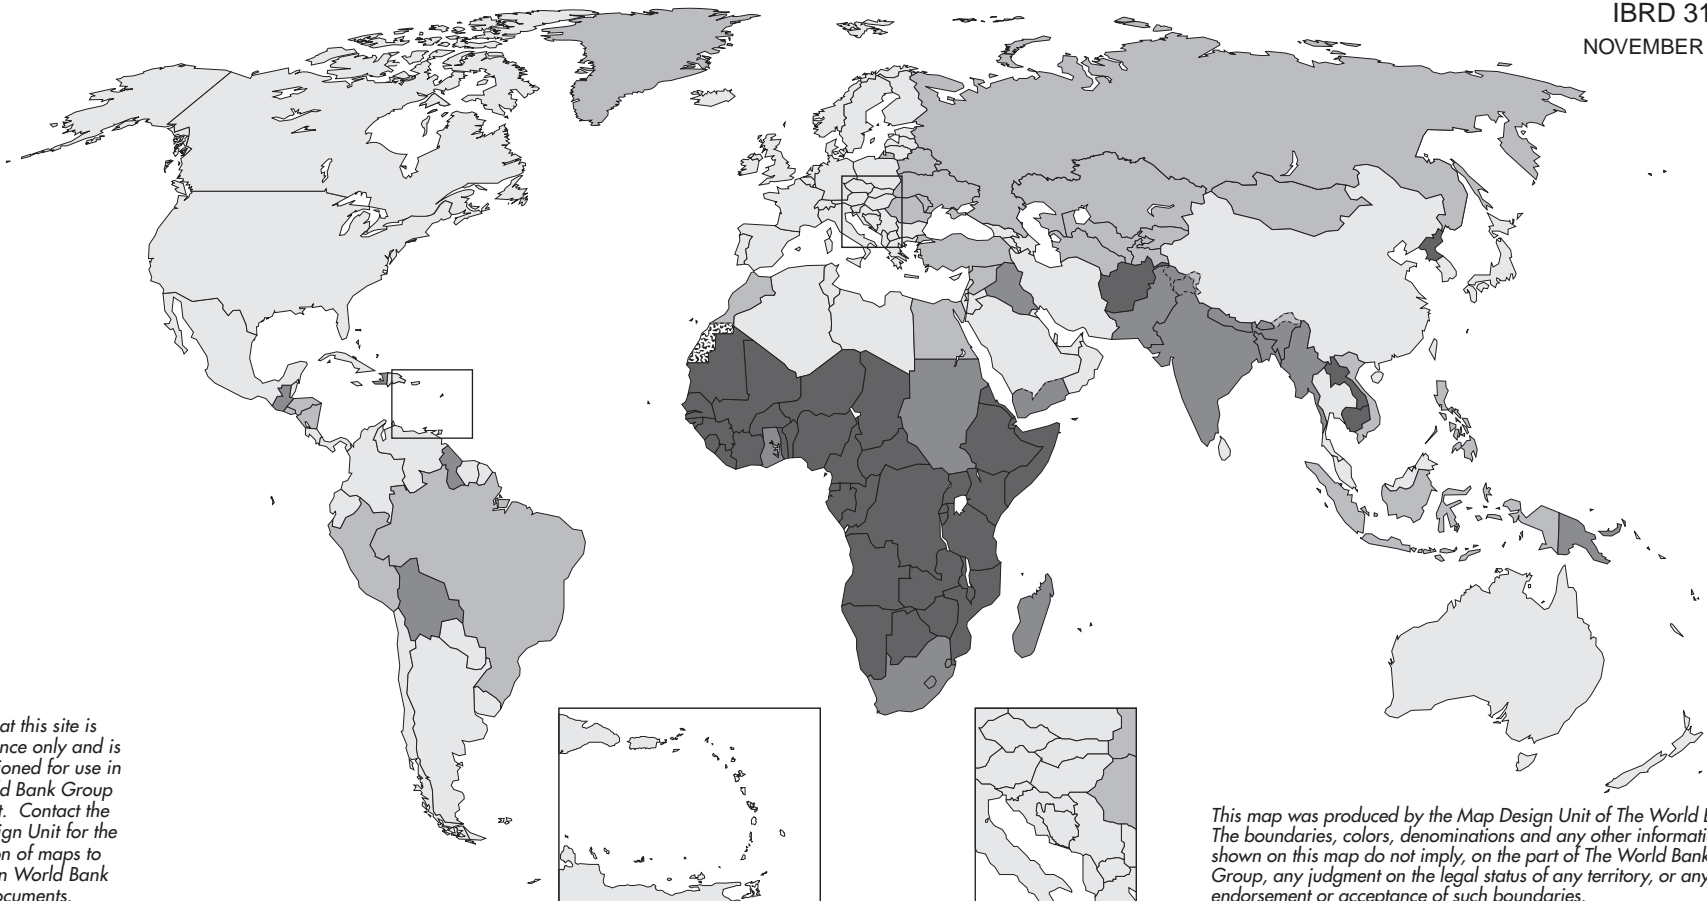 IBRD 31
NOVEMBER
at this site is
nce only and is
ioned for use in
d Bank Group
t. Contact the
ign Unit for the
on of maps to
n World Bank
ocuments.
This map was produced by the Map Design Unit of The World B
The boundaries, colors, denominations and any other informati
shown on this map do not imply, on the part of The World Bank
Group, any judgment on the legal status of any territory, or any
endorsement or acceptance of such boundaries.